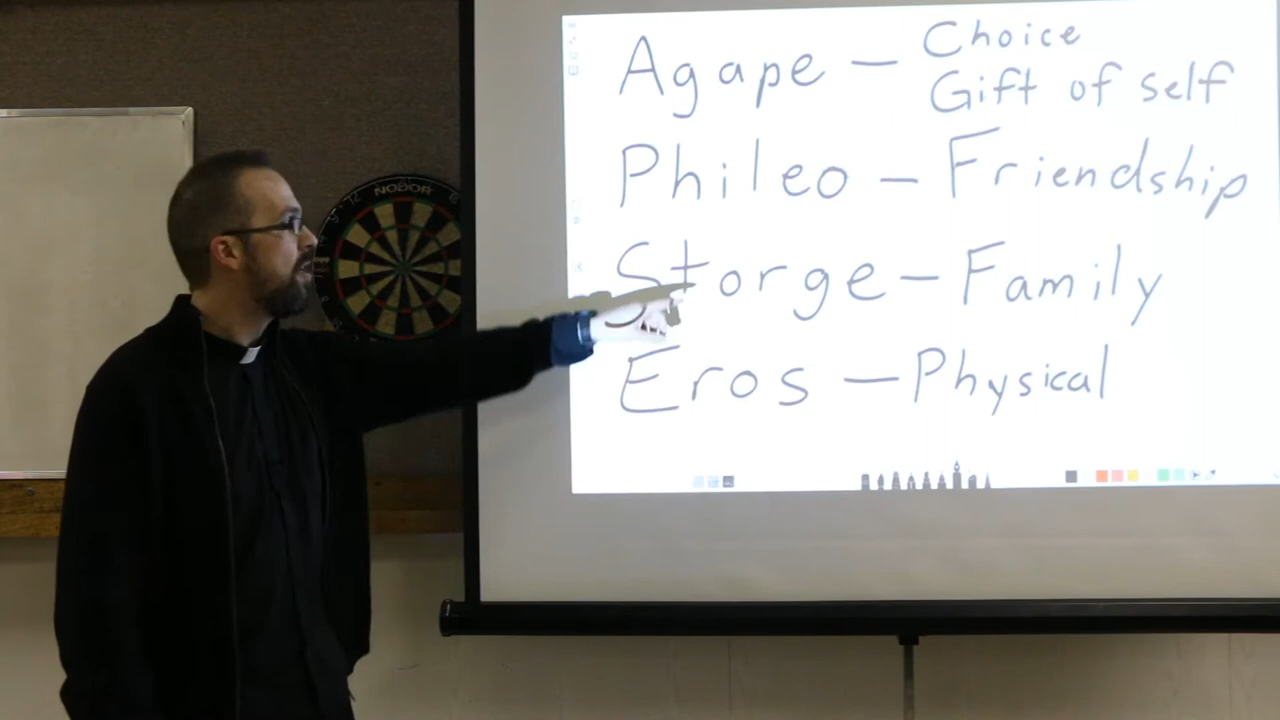 Agape — Choice
Gift of self
Phileo — Friendship
Storge — Family
Eros — Physical
NODOR